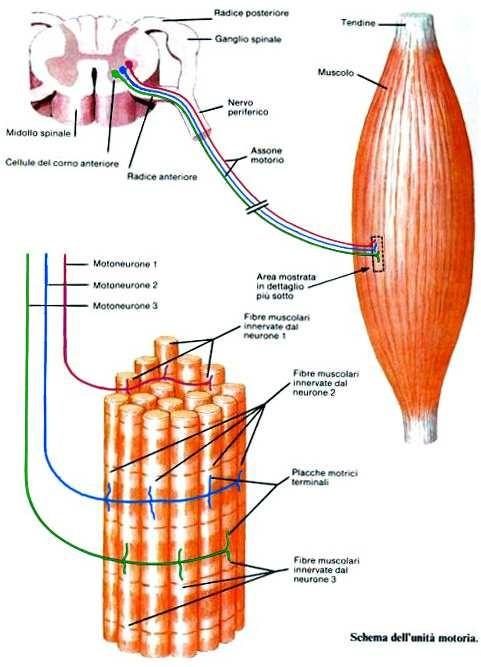 Radice posteriore
Ganglio spinale
Tendine
Muscolo
Nervo
periferico
Midollo spinale
Cellule del corno anteriore
Radice anteriore
Assone
motorio
Area mostrata
in dettaglio
più sotto
Motoneurone 1
Motoneurone 2
Motoneurone 3
Fibre muscolari
innervate dal
neurone 1
Fibre muscolari
innervate dal
neurone 2
Placche motrici
terminali
Fibre muscolari
innervate dal
neurone 3
Schema dell'unità motoria.